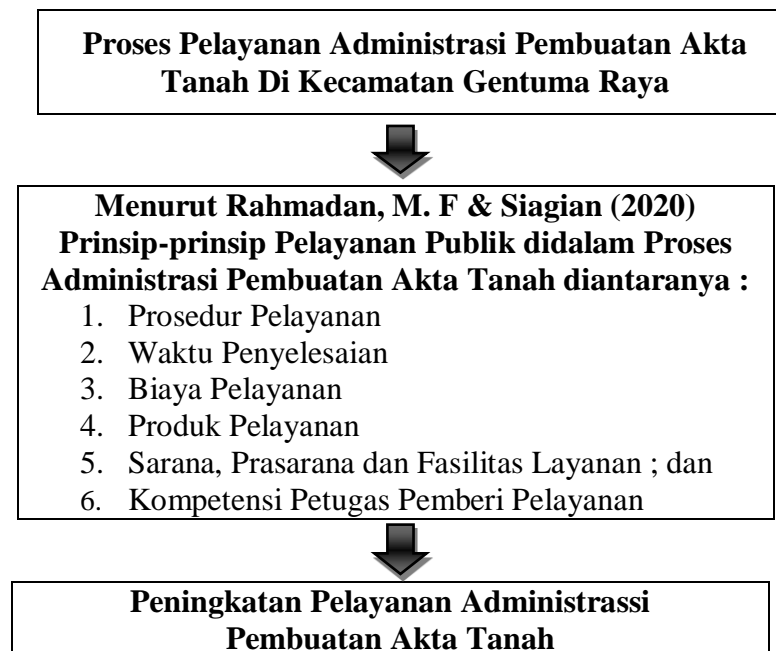 Proses Pelayanan Administrasi Pembuatan Akta
Tanah Di Kecamatan Gentuma Raya
Menurut Rahmadan, M. F & Siagian (2020)
Prinsip-prinsip Pelayanan Publik didalam Proses
Administrasi Pembuatan Akta Tanah diantaranya :
1. Prosedur Pelayanan
2. Waktu Penyelesaian
3. Biaya Pelayanan
4. Produk Pelayanan
5. Sarana, Prasarana dan Fasilitas Layanan ; dan
6. Kompetensi Petugas Pemberi Pelayanan
Peningkatan Pelayanan Administrassi
Pembuatan Akta Tanah